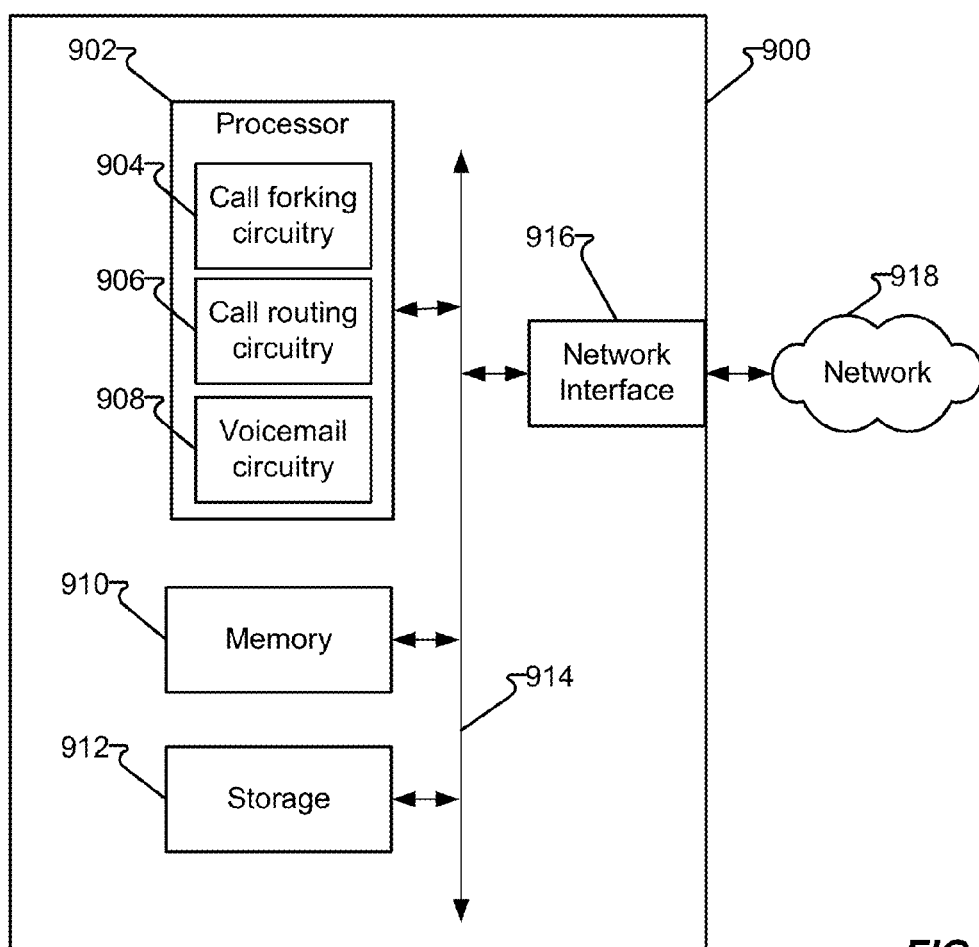 902
900
Processor
904
Call forking
circuitry
916
918
906
Call routing
circuitry
Network
Interface
Network
908
Voicemail
circuitry
910
Memory
914
912
Storage
FIG